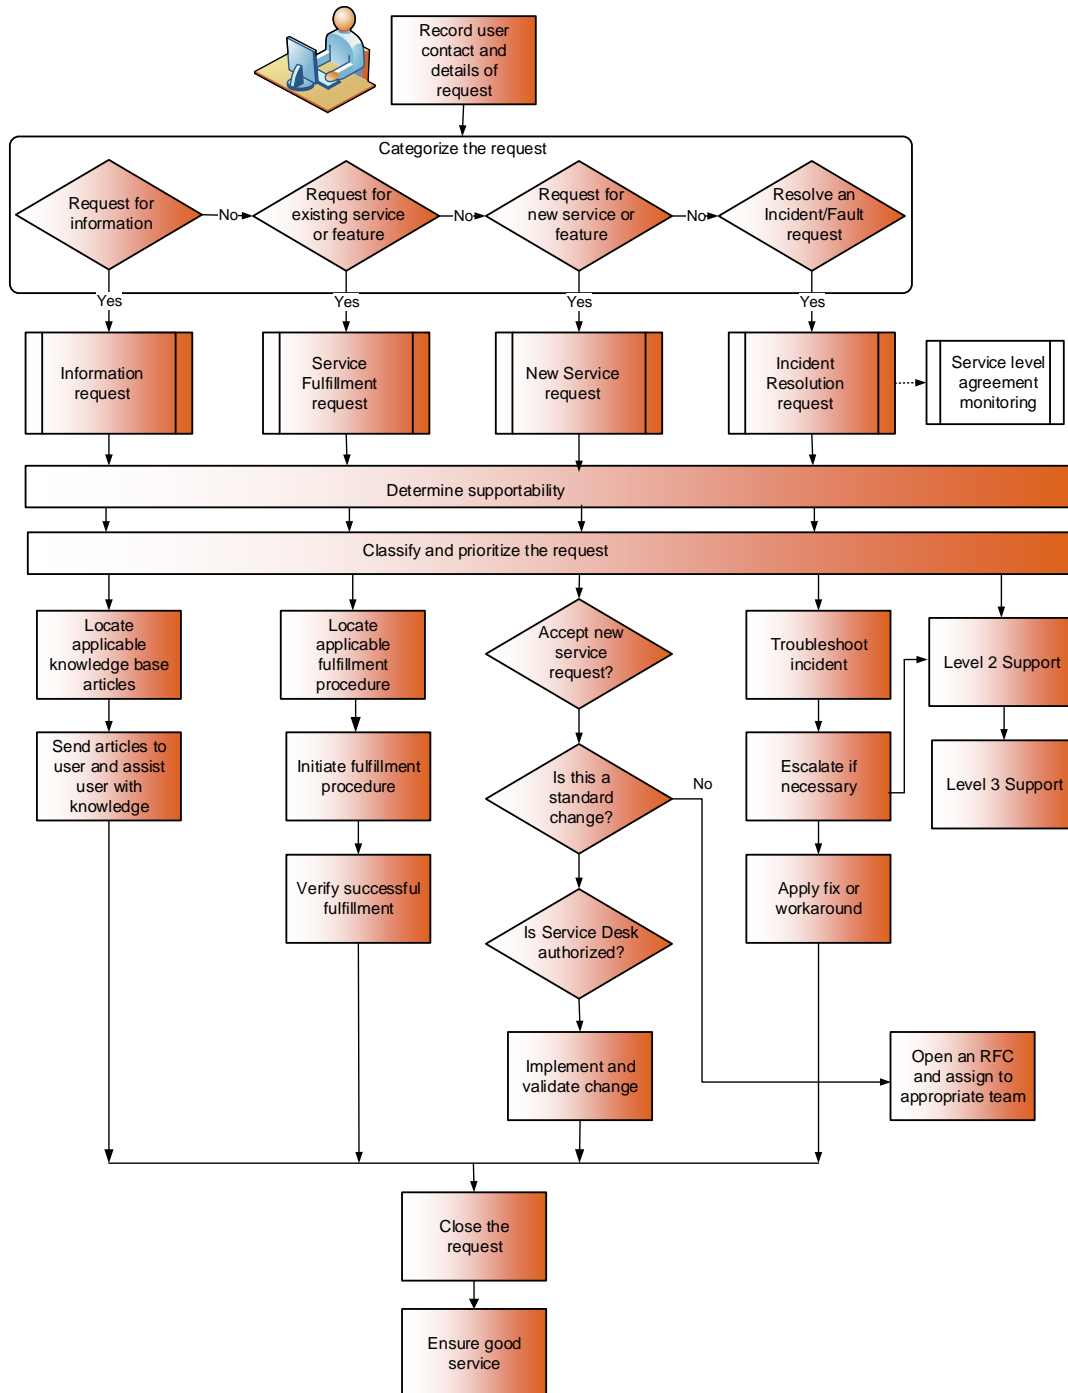 Record user
contact and
details of
request
Categorize the request
Request for
information
No
Request for
existing service
or feature
No
Request for
new service or
feature
No
Resolve an
Incident/Fault
request
Yes
Yes
Yes
Yes
Information
request
Service
Fulfillment
request
New Service
request
Incident
Resolution
request
Service level
agreement
monitoring
Determine supportability
Classify and prioritize the request
Locate
applicable
knowledge base
articles
Locate
applicable
fulfillment
procedure
Accept new
service
request?
Troubleshoot
incident
Level 2 Support
Send articles to
user and assist
user with
knowledge
Initiate fulfillment
procedure
Is this a
standard
change?
No
Escalate if
necessary
Level 3 Support
Verify successful
fulfillment
Is Service Desk
authorized?
Apply fix or
workaround
Implement and
validate change
Open an RFC
and assign to
appropriate team
Close the
request
Ensure good
service